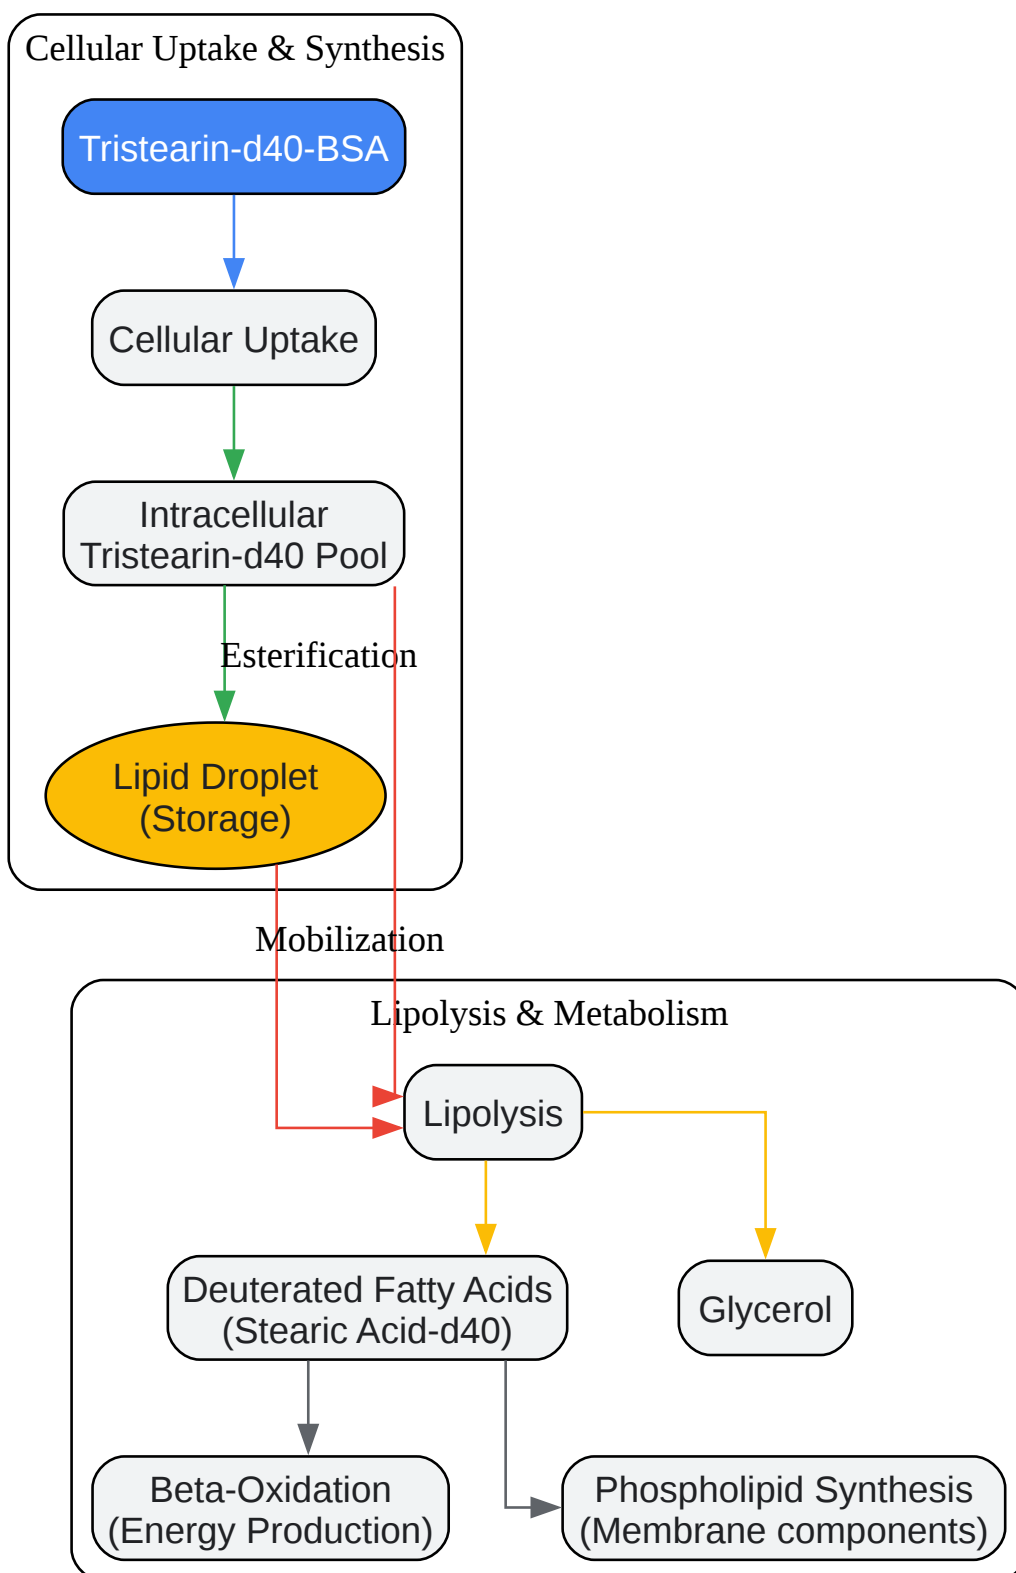 Cellular Uptake & Synthesis
Tristearin-d40-BSA
Cellular Uptake
Intracellular
Tristearin-d40 Pool
Esterification
Lipid Droplet
(Storage)
Mobilization
Lipolysis & Metabolism
Lipolysis
Deuterated Fatty Acids
(Stearic Acid-d40)
Glycerol
Beta-Oxidation
(Energy Production)
Phospholipid Synthesis
(Membrane components)